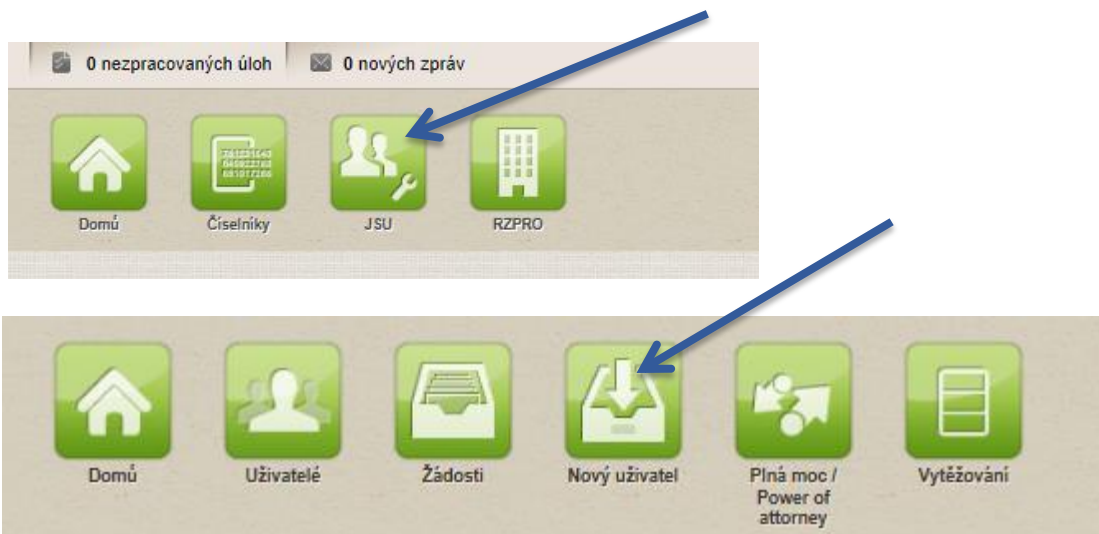 0 nezpracovaných úloh 0 nových zpráv
Domů Číselníky JSU RZPRO
Domů Uživatelé Žádosti Nový uživatel Plná moc / Vytěžování
Power of
attorney